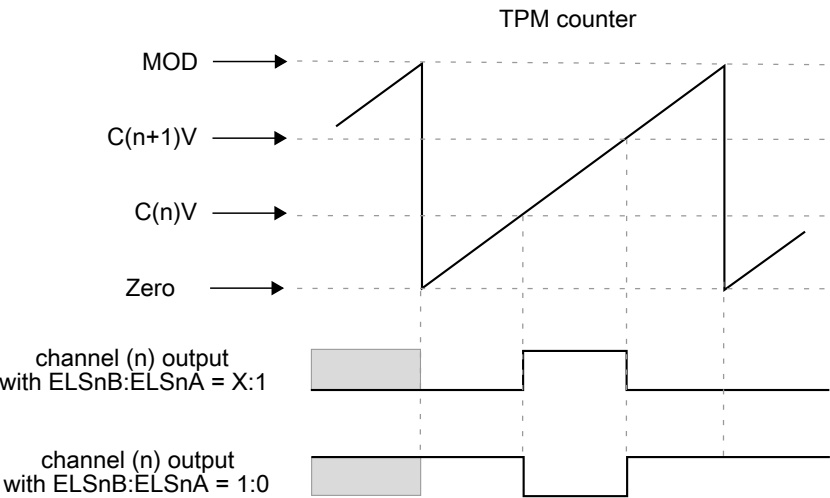 TPM counter
MOD
C(n+1)V
C(n)V
Zero
channel (n) output
with ELSnB:ELSnA = X:1
channel (n) output
with ELSnB:ELSnA = 1:0